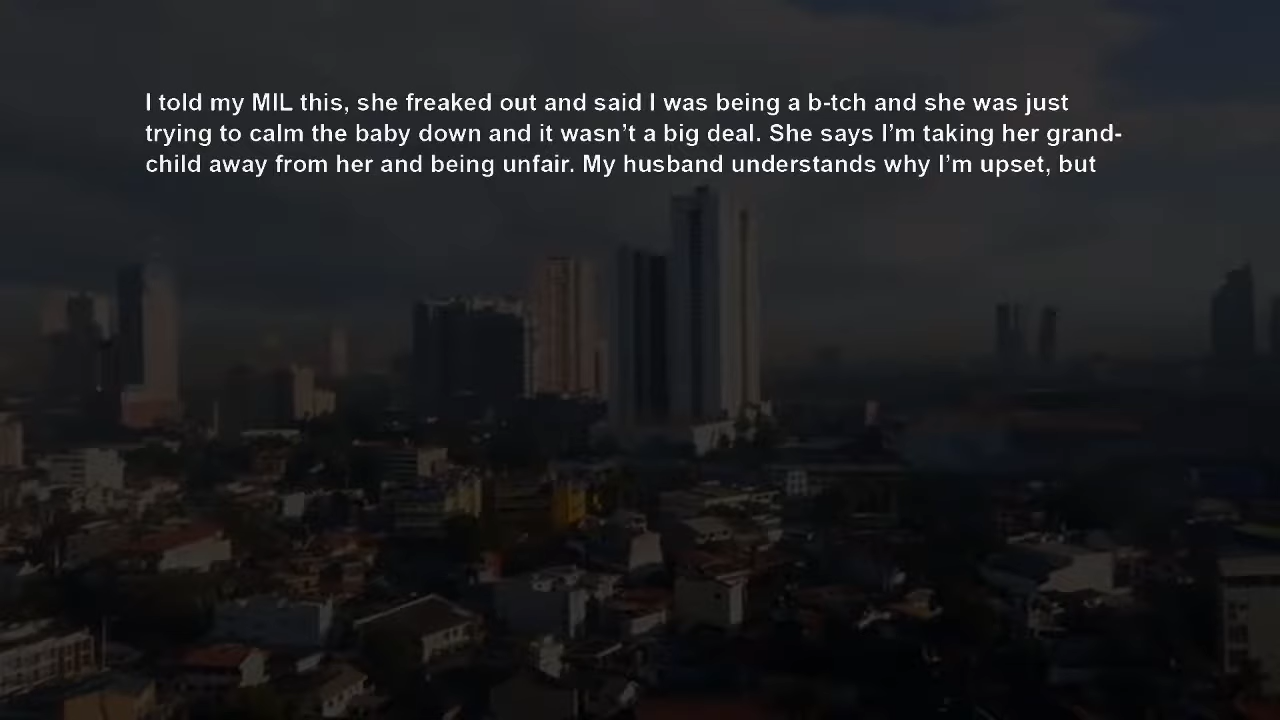 I told my MIL this, she freaked out and said I was being a b-tch and she was just
trying to calm the baby down and it wasn't a big deal. She says I'm taking her grand-
child away from her and being unfair. My husband understands why I'm upset, but